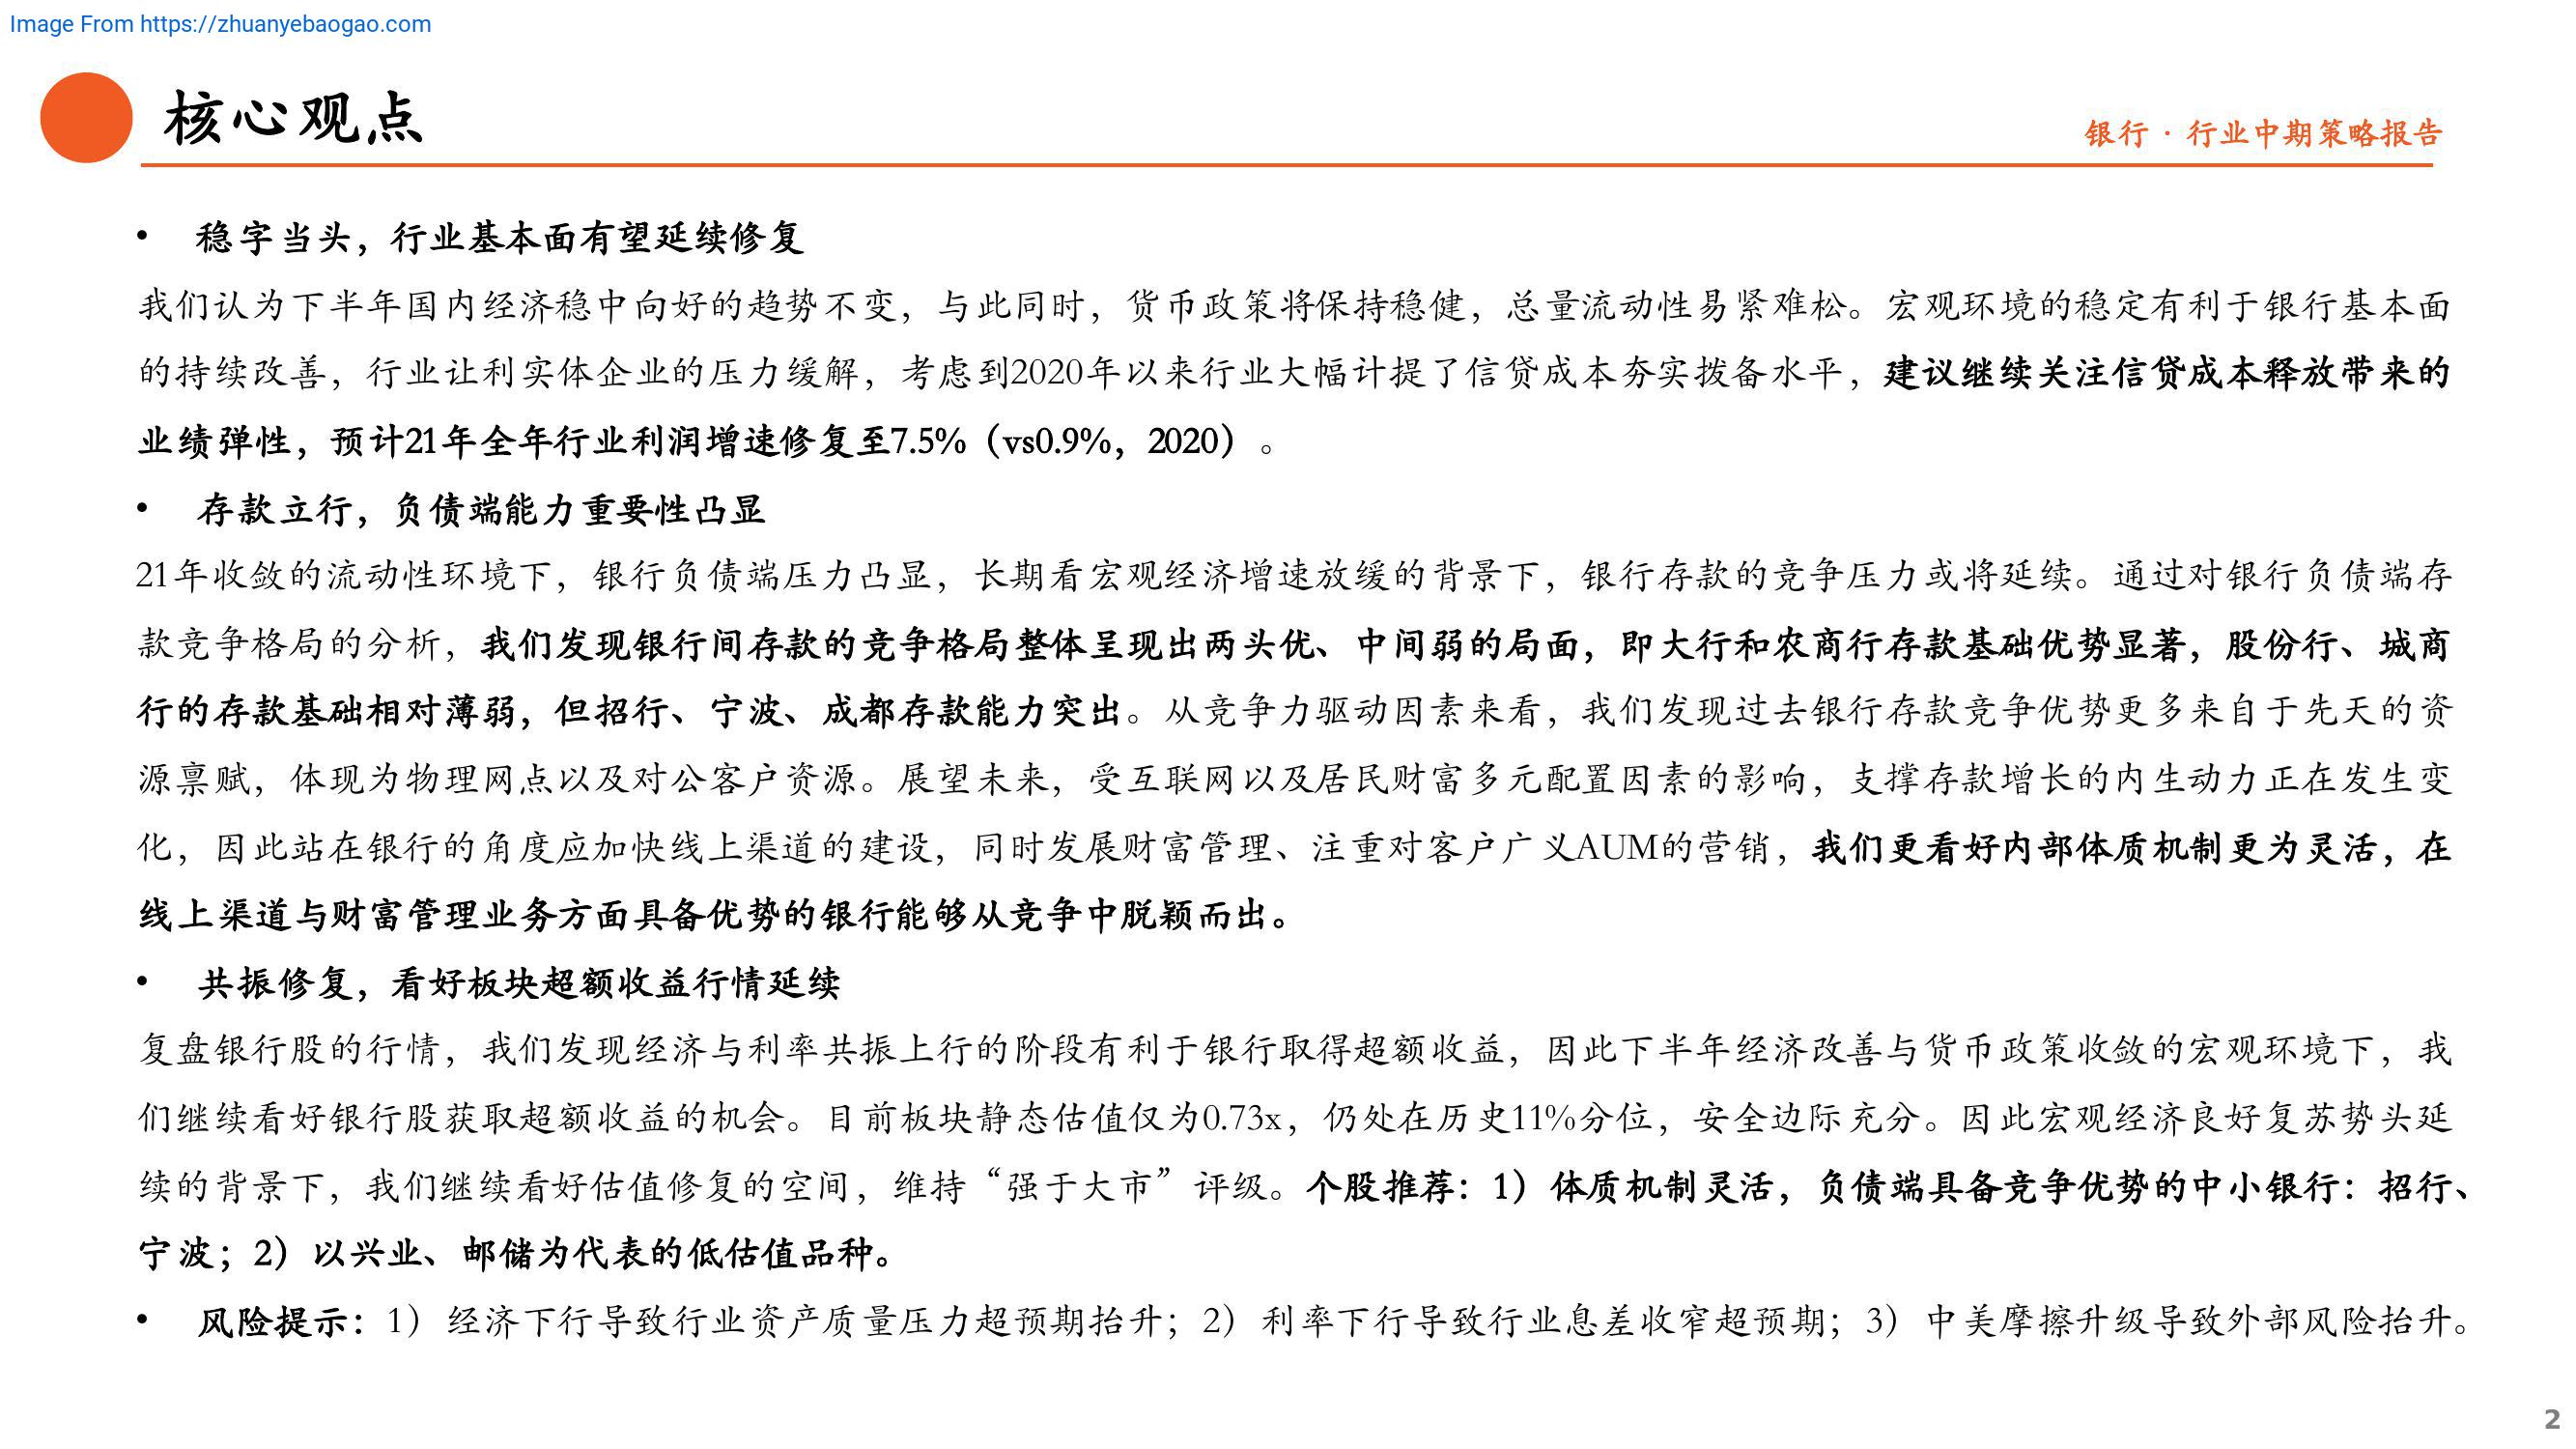 Image From https://zhuanyebaogao.com
核心观点
银行 · 行业中期策略报告
• 稳字当头，行业基本面有望延续修复
我们认为下半年国内经济稳中向好的趋势不变，与此同时，货币政策将保持稳健，总量流动性易紧难松。宏观环境的稳定有利于银行基本面
的持续改善，行业让利实体企业的压力缓解，考虑到2020年以来行业大幅计提了信贷成本夯实拨备水平，建议继续关注信贷成本释放带来的
业绩弹性，预计21年全年行业利润增速修复至7.5%（vs0.9%，2020）。
• 存款立行，负债端能力重要性凸显
21年收敛的流动性环境下，银行负债端压力凸显，长期看宏观经济增速放缓的背景下，银行存款的竞争压力或将延续。通过对银行负债端存
款竞争格局的分析，我们发现银行间存款的竞争格局整体呈现出两头优、中间弱的局面，即大行和农商行存款基础优势显著，股份行、城商
行的存款基础相对薄弱，但招行、宁波、成都存款能力突出。从竞争力驱动因素来看，我们发现过去银行存款竞争优势更多来自于先天的资
源禀赋，体现为物理网点以及对公客户资源。展望未来，受互联网以及居民财富多元配置因素的影响，支撑存款增长的内生动力正在发生变
化，因此站在银行的角度应加快线上渠道的建设，同时发展财富管理、注重对客户广义AUM的营销，我们更看好内部体质机制更为灵活，在
线上渠道与财富管理业务方面具备优势的银行能够从竞争中脱颖而出。
• 共振修复，看好板块超额收益行情延续
复盘银行股的行情，我们发现经济与利率共振上行的阶段有利于银行取得超额收益，因此下半年经济改善与货币政策收敛的宏观环境下，我
们继续看好银行股获取超额收益的机会。目前板块静态估值仅为0.73x，仍处在历史11%分位，安全边际充分。因此宏观经济良好复苏势头延
续的背景下，我们继续看好估值修复的空间，维持“强于大市”评级。个股推荐：1）体质机制灵活，负债端具备竞争优势的中小银行：招行、
宁波；2）以兴业、邮储为代表的低估值品种。
• 风险提示：1）经济下行导致行业资产质量压力超预期抬升；2）利率下行导致行业息差收窄超预期；3）中美摩擦升级导致外部风险抬升。
2